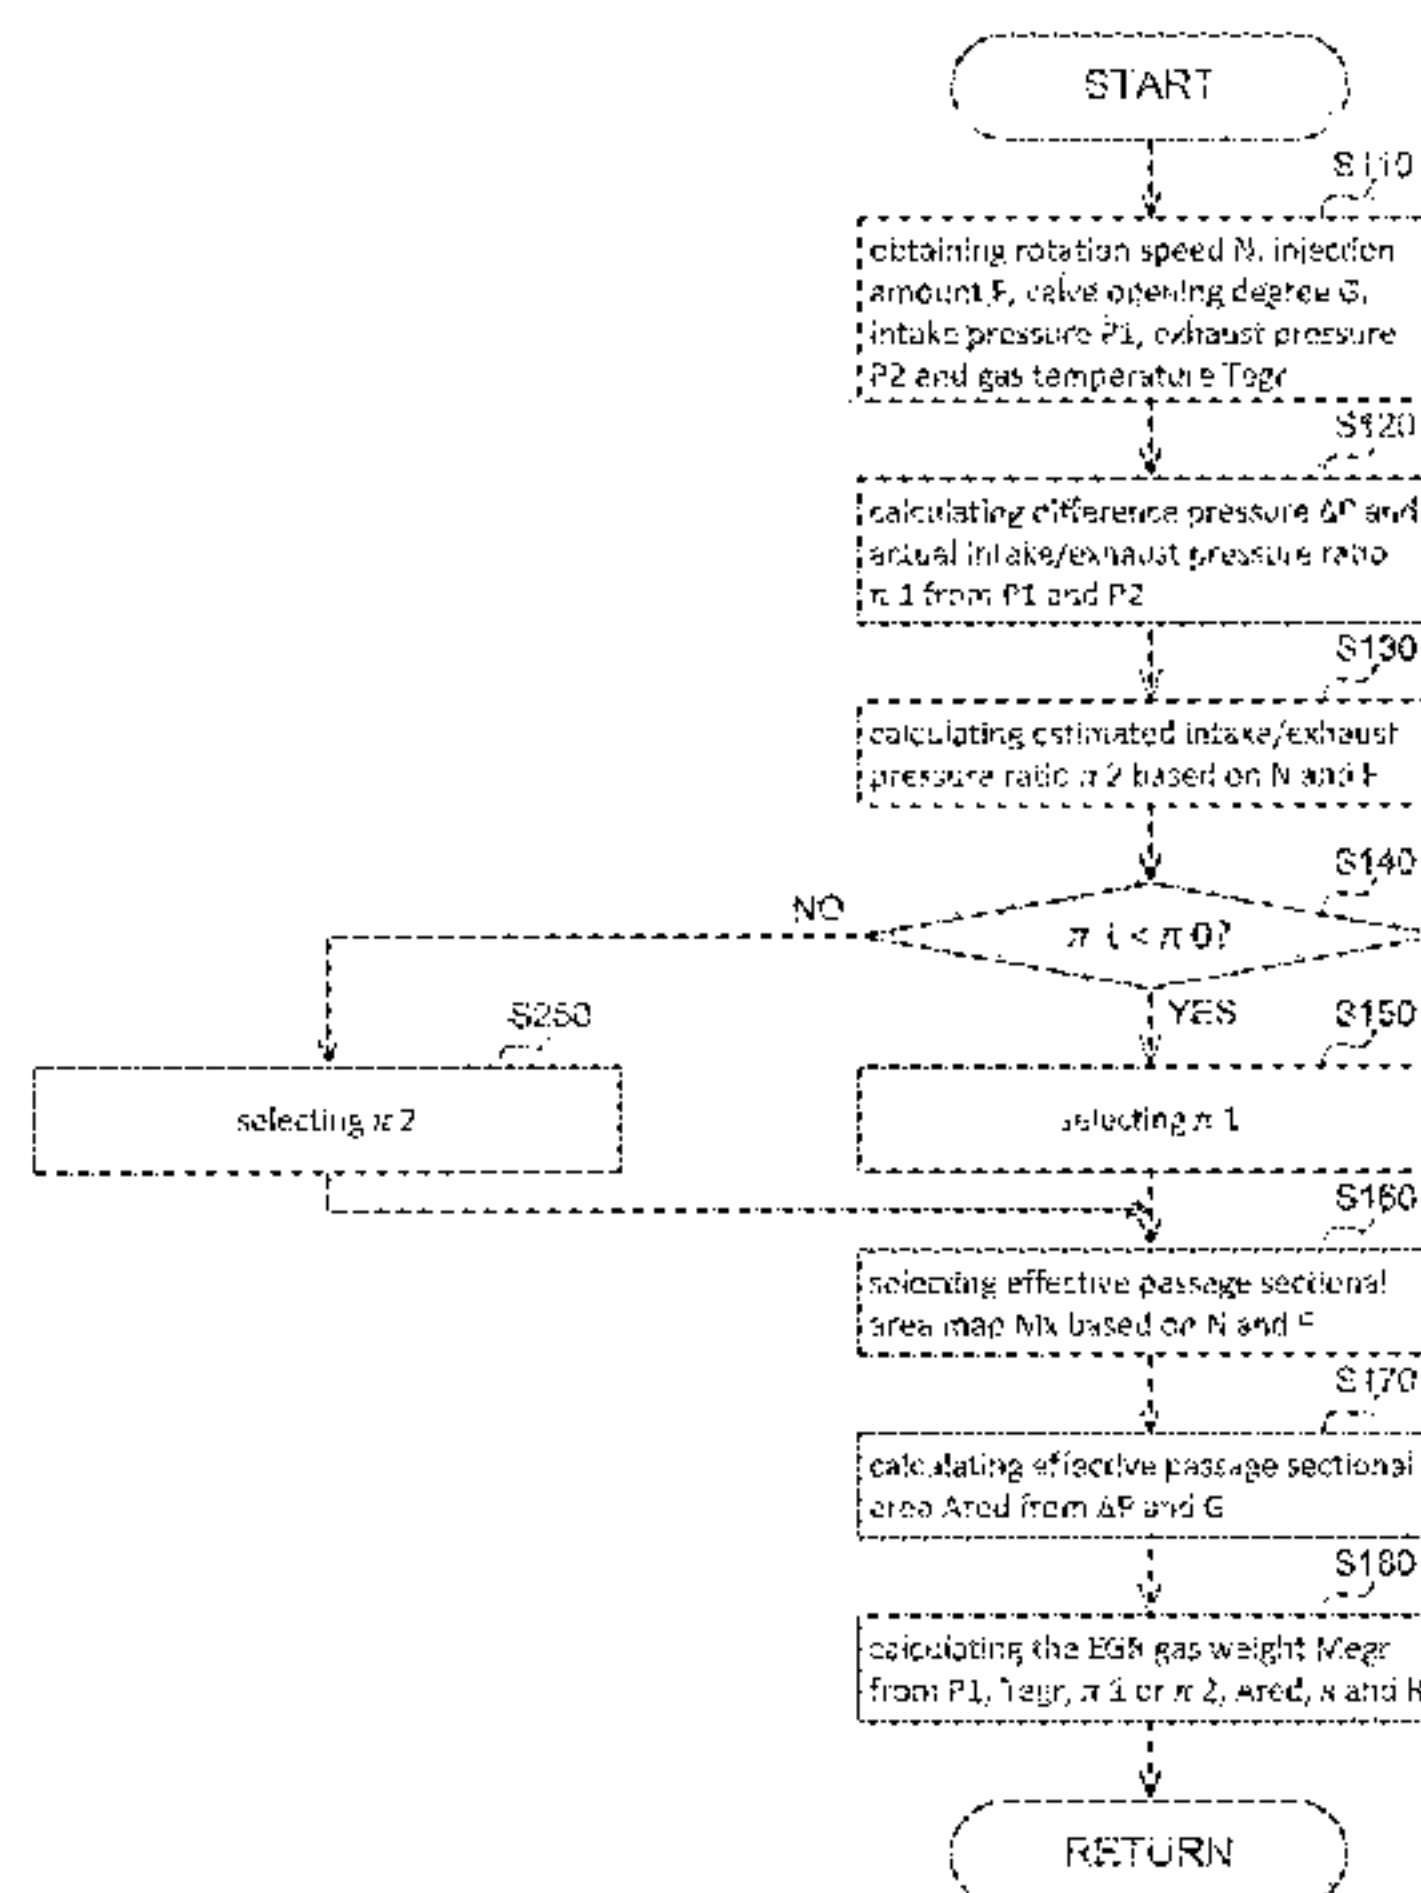 START
S110
obtaining rotation speed N, injection
amount F, valve opening degree G,
intake pressure P1, exhaust pressure
P2 and gas temperature Tegr
S120
calculating difference pressure ΔP and
actual intake/exhaust pressure ratio
π 1 from P1 and P2
S130
calculating estimated intake/exhaust
pressure ratio π 2 based on N and F
S140
NO
π 1 < π 0?
YES
S150
S250
selecting π 2
selecting π 1
S160
selecting effective passage sectional
area map Mx based on N and F
S170
calculating effective passage sectional
area Ared from ΔP and G
S180
calculating the EGR gas weight Megr
from P1, Tegr, π 1 or π 2, Ared, κ and R
RETURN